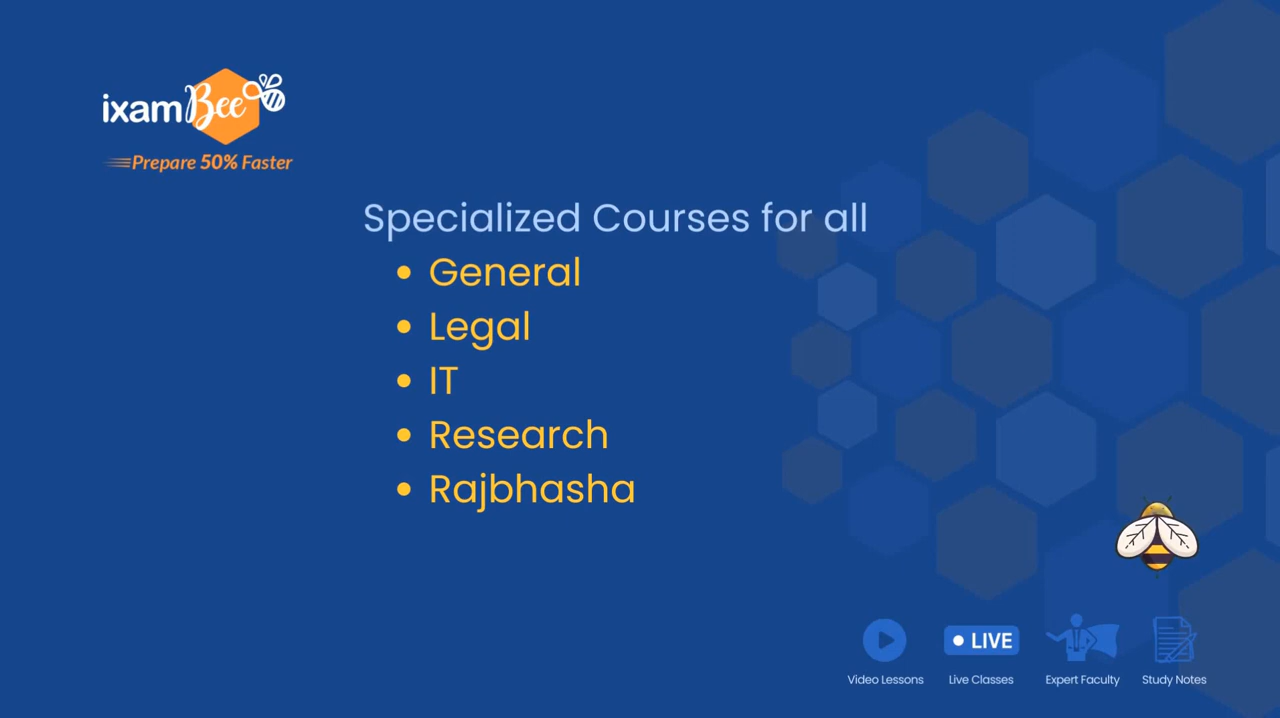 ixamBee
Prepare 50% Faster
Specialized Courses for all
• General
• Legal
• IT
• Research
• Rajbhasha
LIVE
Video Lessons
Live Classes
Expert Faculty
Study Notes